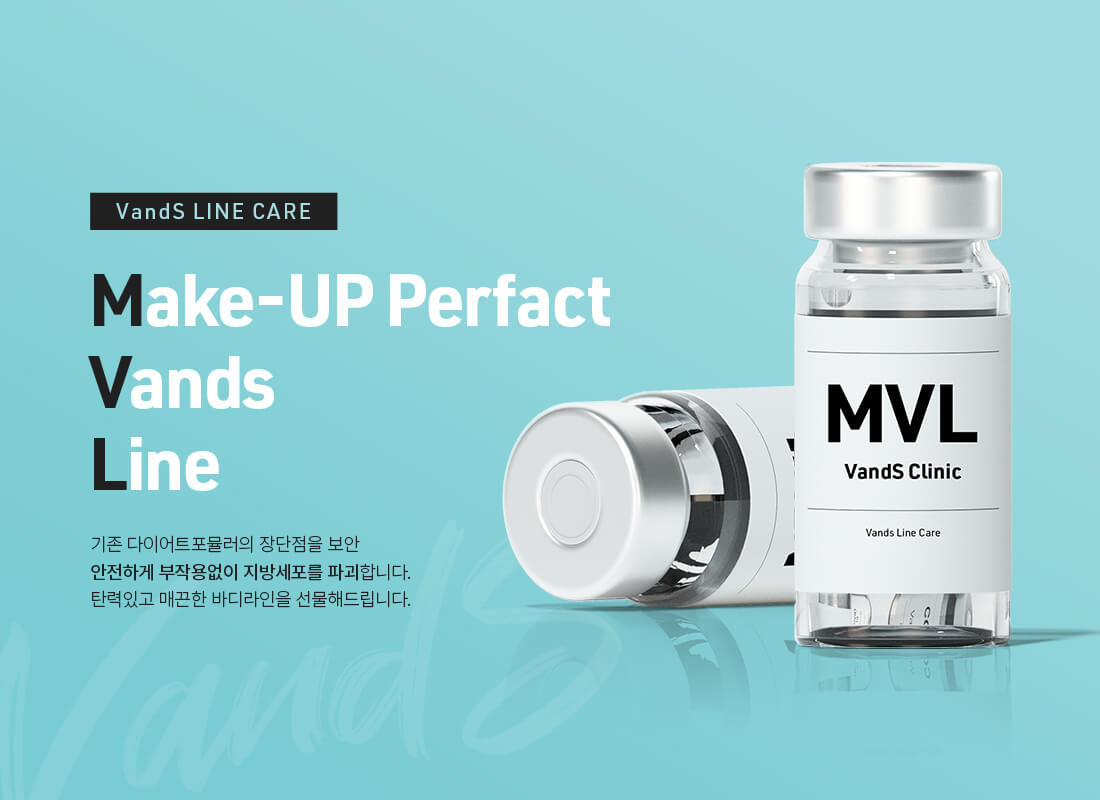 VandS LINE CARE
Make-UP Perfact
Vands
Line
기존 다이어트포뮬러의 장단점을 보안
안전하게 부작용없이 지방세포를 파괴합니다.
탄력있고 매끈한 바디라인을 선물해드립니다.
MVL
VandS Clinic
Vands Line Care
VandS